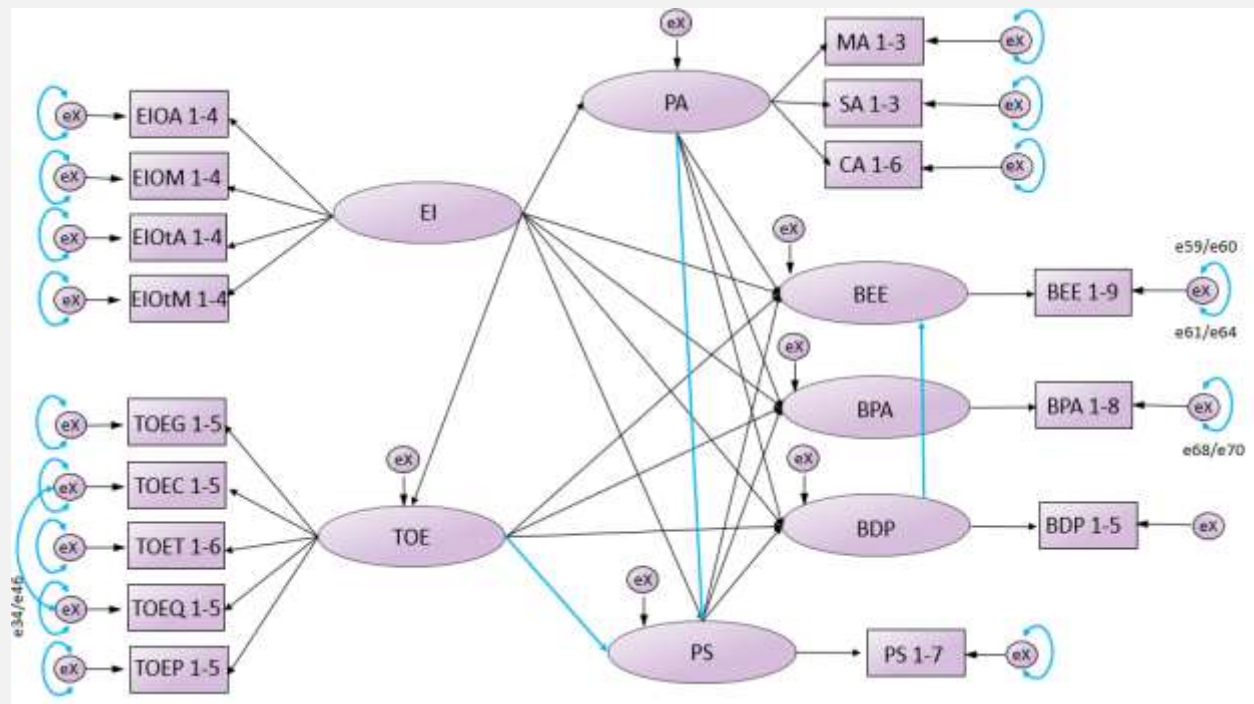 eX
MA 1-3
eX
PA
SA 1-3
eX
eX
EIOA 1-4
CA 1-6
eX
eX
EIOM 1-4
EI
eX
EIOtA 1-4
eX
e59/e60
eX
EIOtM 1-4
BEE
BEE 1-9
eX
e61/e64
eX
BPA
BPA 1-8
eX
eX
TOEG 1-5
e68/e70
eX
eX
eX
TOEC 1-5
TOE
BDP
BDP 1-5
eX
eX
TOET 1-6
eX
e34/e46
eX
TOEQ 1-5
PS
PS 1-7
eX
eX
TOEP 1-5